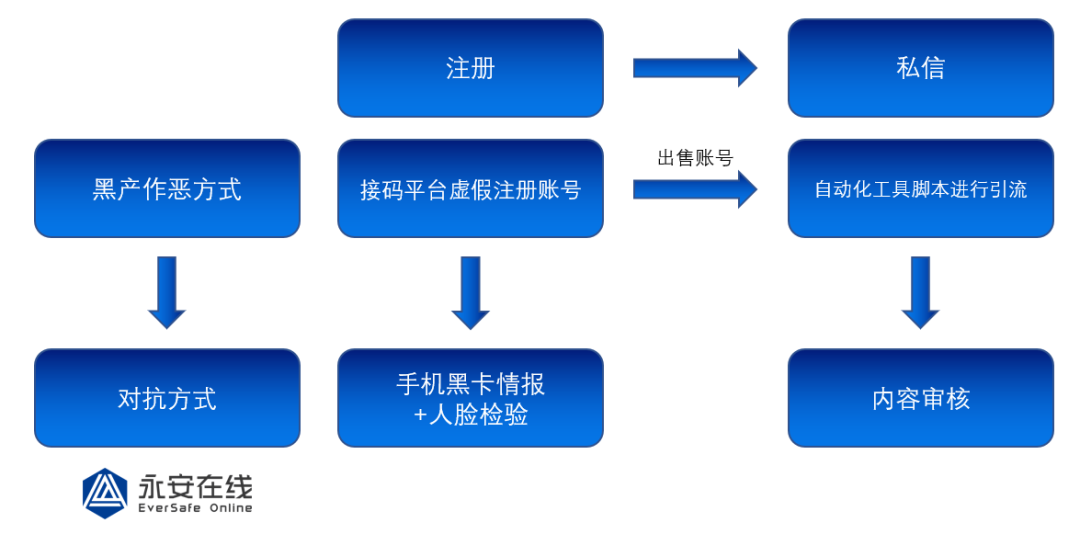 注册
私信
黑产作恶方式
接码平台虚假注册账号
出售账号
自动化工具脚本进行引流
对抗方式
手机黑卡情报
+人脸检验
内容审核
永安在线
EverSafe Online